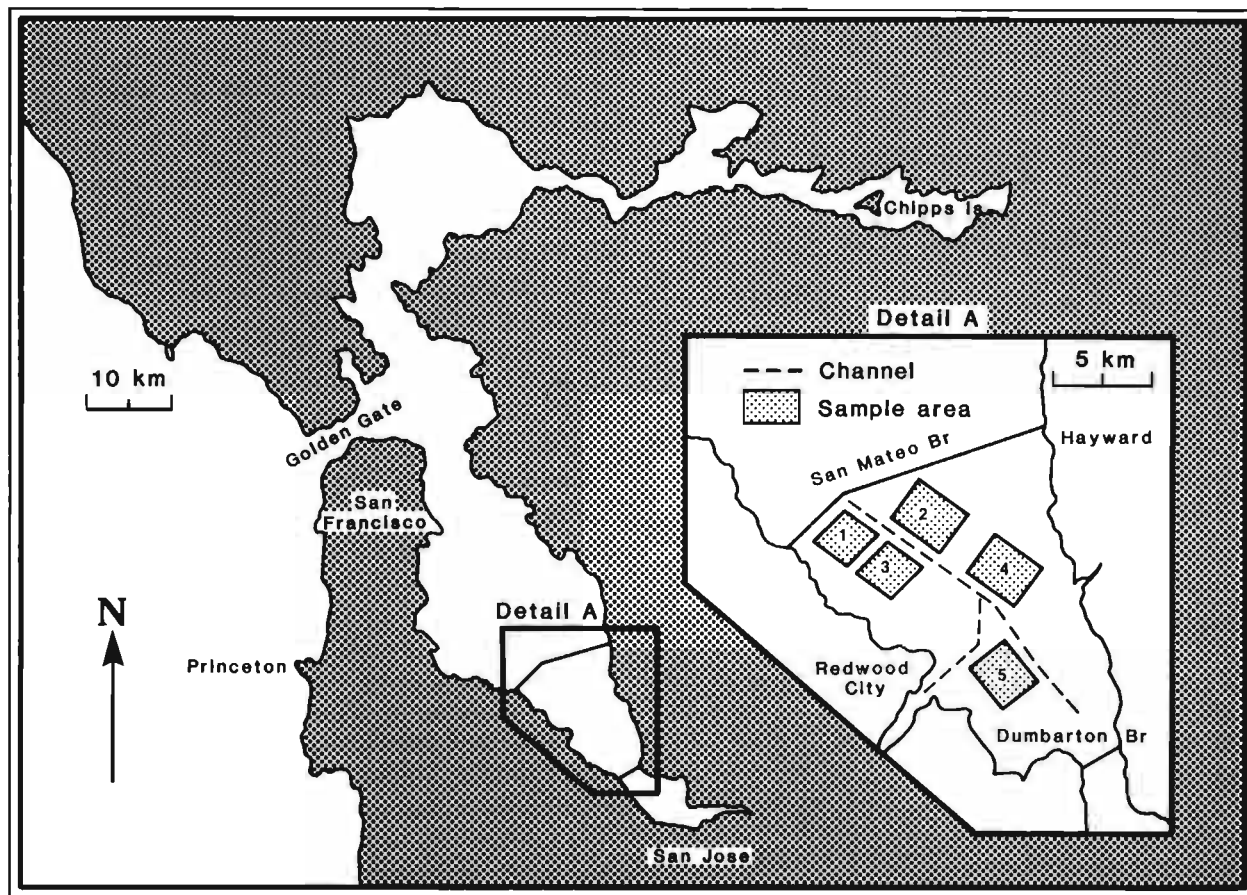 Chipps Is.
Detail A
10 km
5 km
Channel
Sample area
Golden Gate
Hayward
San Mateo Br
San
Francisco
2
1
3
4
N
Detail A
Princeton
Redwood
City
5
Dumbarton Br
San Jose